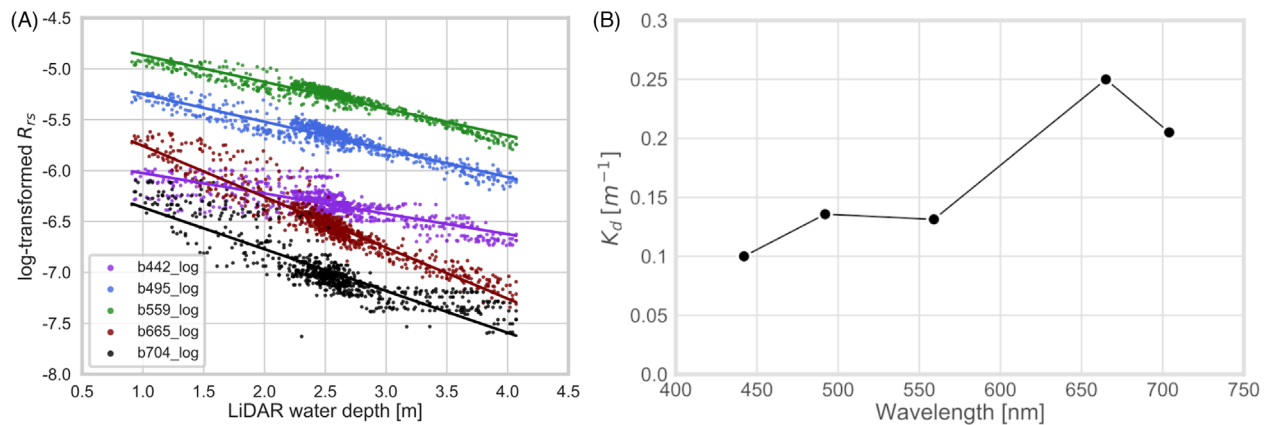 (A)
-4.5
-5.0
-5.5
-6.0
-6.5
-7.0
-7.5
-8.0
log-transformed Rrs
b442_log
b495_log
b559_log
b665_log
b704_log
0.5 1.0 1.5 2.0 2.5 3.0 3.5 4.0 4.5
LiDAR water depth [m]
(B)
0.3
0.25
0.2
0.15
0.1
0.05
0.0
Kd [m⁻¹]
400 450 500 550 600 650 700 750
Wavelength [nm]